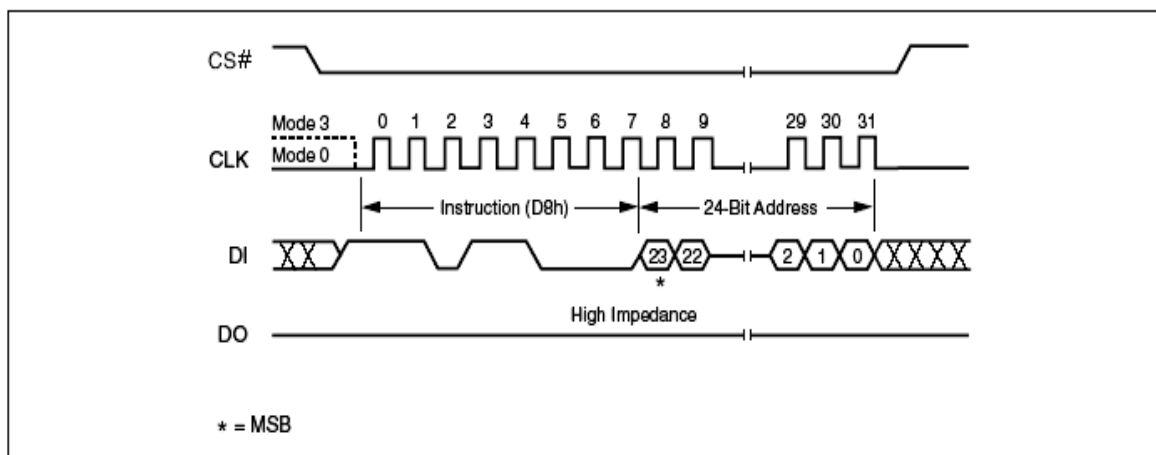 CS#
Mode 3 0 1 2 3 4 5 6 7 8 9 29 30 31
CLK Mode 0
Instruction (D8h) 24-Bit Address
DI 23 22 2 1 0
*
High Impedance
DO
* = MSB